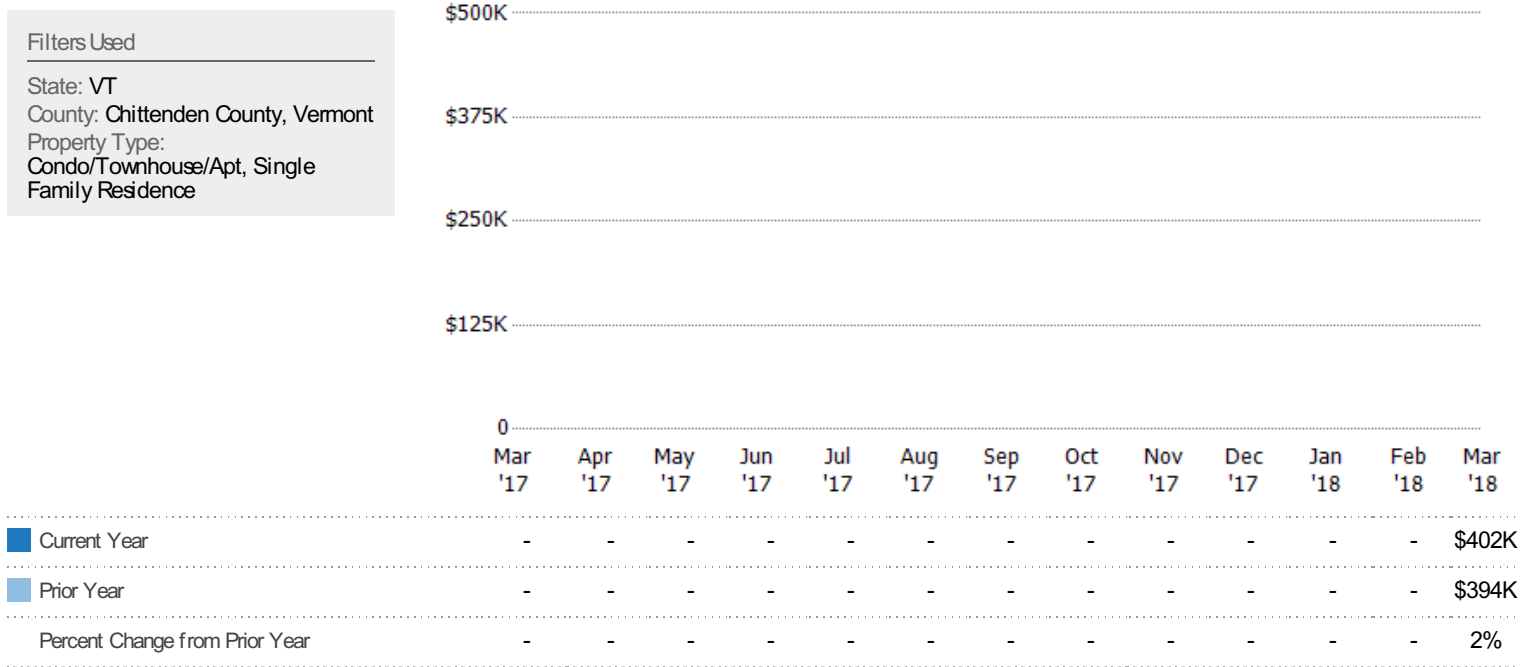 Filters Used
State: VT
County: Chittenden County, Vermont
Property Type:
Condo/Townhouse/Apt, Single
Family Residence
$500K
$375K
$250K
$125K
0
Mar Apr May Jun Jul Aug Sep Oct Nov Dec Jan Feb Mar
'17 '17 '17 '17 '17 '17 '17 '17 '17 '17 '18 '18 '18
Current Year - - - - - - - - - - - - $402K
Prior Year - - - - - - - - - - - - $394K
Percent Change from Prior Year - - - - - - - - - - - - 2%